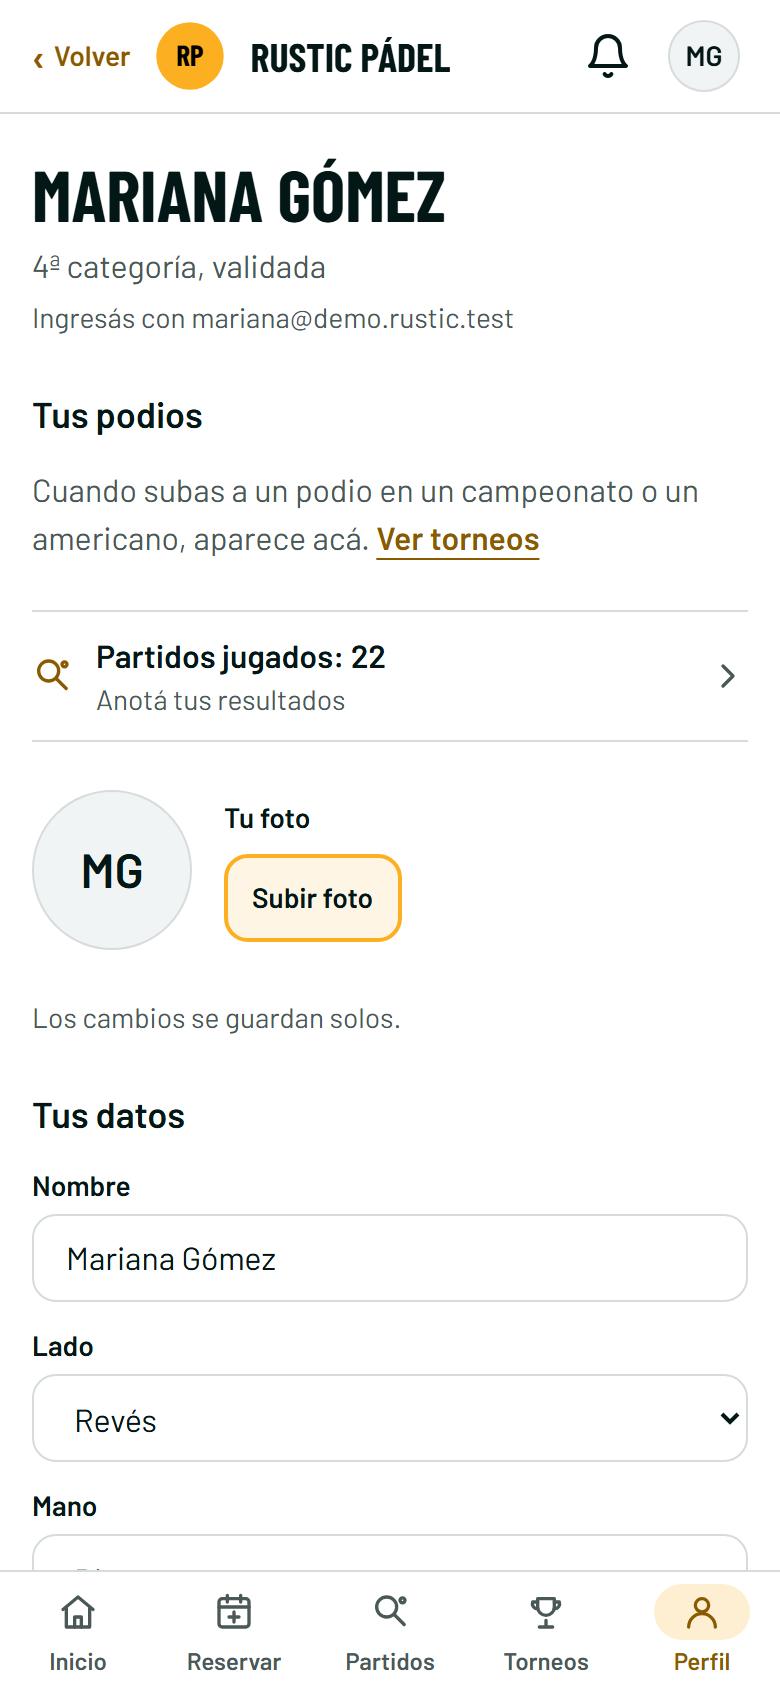 ‹ Volver RP RUSTIC PÁDEL MG
MARIANA GÓMEZ
4ª categoría, validada
Ingresás con mariana@demo.rustic.test
Tus podios
Cuando subas a un podio en un campeonato o un
americano, aparece acá. Ver torneos
Partidos jugados: 22
Anotá tus resultados
MG
Tu foto
Subir foto
Los cambios se guardan solos.
Tus datos
Nombre
Mariana Gómez
Lado
Revés
Mano
Inicio Reservar Partidos Torneos Perfil